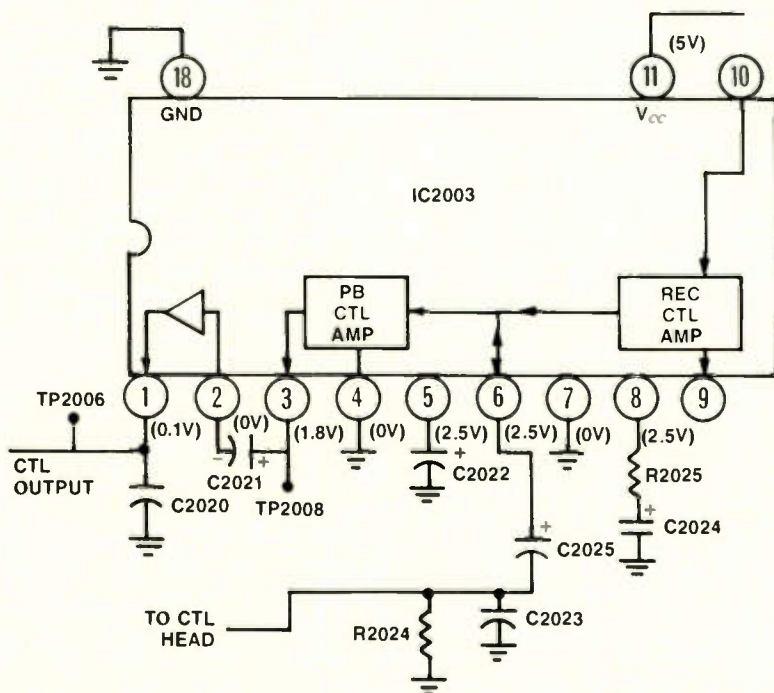 18
GND
11
(5V)
10
Vcc
IC2003
PB
CTL
AMP
REC
CTL
AMP
1
2
3
4
5
6
7
8
9
TP2006
(0.1V)
(0V)
(1.8V)
(0V)
(2.5V)
(2.5V)
(0V)
(2.5V)
CTL
OUTPUT
C2020
-
+
C2021
TP2008
+
C2022
R2025
+
C2024
+
C2025
TO CTL
HEAD
R2024
C2023